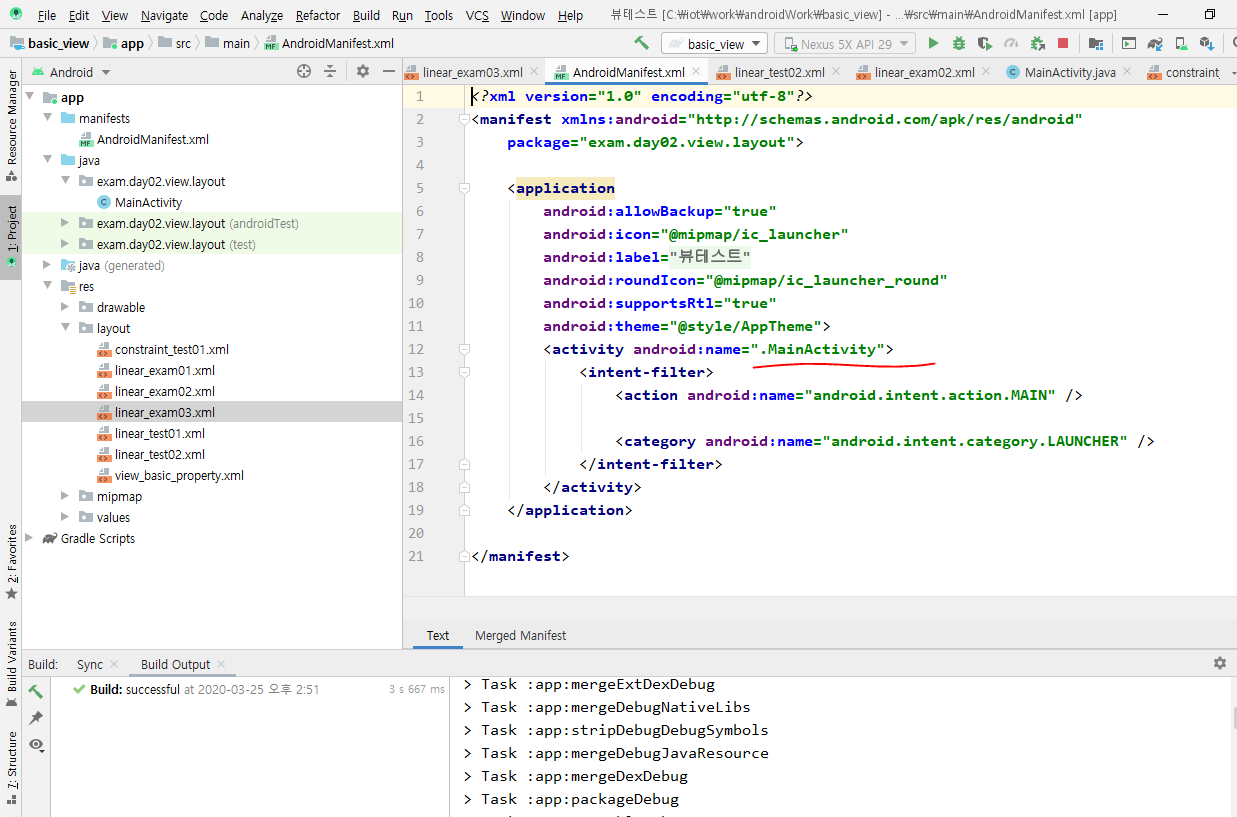 File Edit View Navigate Code Analyze Refactor Build Run Tools VCS Window Help 뷰테스트 [C:₩iot₩work₩androidWork₩basic_view] - ...₩src₩main₩AndroidManifest.xml [app]
basic_view app src main AndroidManifest.xml basic_view Nexus 5X API 29
Resource Manager
1: Project
2: Favorites
Build Variants
7: Structure
Android
app
manifests
AndroidManifest.xml
java
exam.day02.view.layout
MainActivity
exam.day02.view.layout (androidTest)
exam.day02.view.layout (test)
java (generated)
res
drawable
layout
constraint_test01.xml
linear_exam01.xml
linear_exam02.xml
linear_exam03.xml
linear_test01.xml
linear_test02.xml
view_basic_property.xml
mipmap
values
Gradle Scripts
linear_exam03.xml AndroidManifest.xml linear_test02.xml linear_exam02.xml MainActivity.java constraint
1 <?xml version="1.0" encoding="utf-8"?>
2 <manifest xmlns:android="http://schemas.android.com/apk/res/android"
3 package="exam.day02.view.layout">
4
5 <application
6 android:allowBackup="true"
7 android:icon="@mipmap/ic_launcher"
8 android:label="뷰테스트"
9 android:roundIcon="@mipmap/ic_launcher_round"
10 android:supportsRtl="true"
11 android:theme="@style/AppTheme">
12 <activity android:name=".MainActivity">
13 <intent-filter>
14 <action android:name="android.intent.action.MAIN" />
15
16 <category android:name="android.intent.category.LAUNCHER" />
17 </intent-filter>
18 </activity>
19 </application>
20
21 </manifest>
Text Merged Manifest
Build: Sync Build Output
Build: successful at 2020-03-25 오후 2:51 3 s 667 ms
> Task :app:mergeExtDexDebug
> Task :app:mergeDebugNativeLibs
> Task :app:stripDebugDebugSymbols
> Task :app:mergeDebugJavaResource
> Task :app:mergeDexDebug
> Task :app:packageDebug